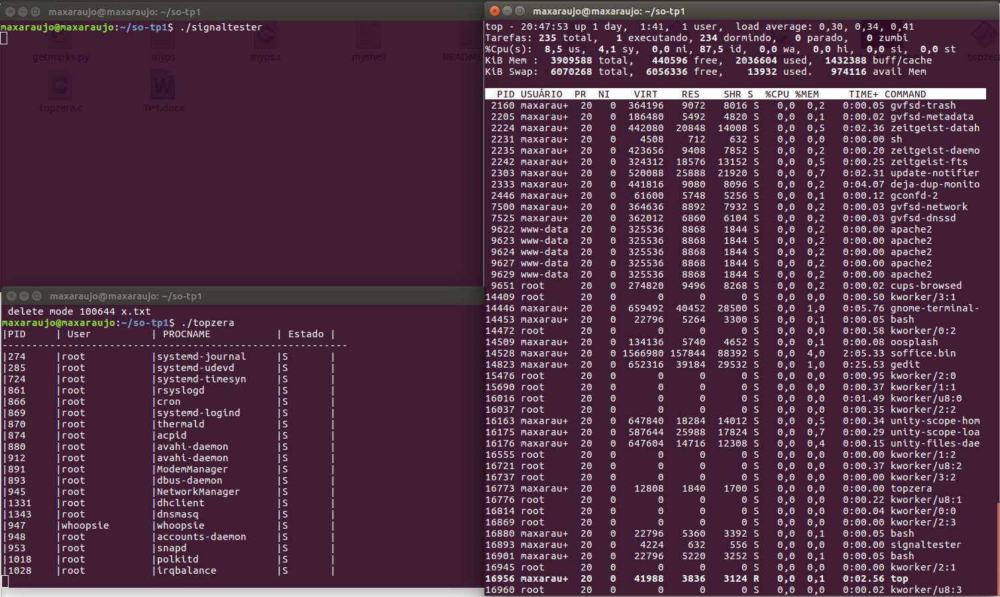 maxaraujo@maxaraujo: ~/so-tp1
maxaraujo@maxaraujo:~/so-tp1$ ./signaltester
getmarks.py
myps
myps.c
myshell
README
topzera
topzera.c
TP1.docx
maxaraujo@maxaraujo: ~/so-tp1
delete mode 100644 x.txt
maxaraujo@maxaraujo:~/so-tp1$ ./topzera
|PID     | User          | PROCNAME           | Estado |
----------------------------------------------------------
|274     |root           |systemd-journal     |S       |
|285     |root           |systemd-udevd       |S       |
|724     |root           |systemd-timesyn     |S       |
|861     |root           |rsyslogd            |S       |
|866     |root           |cron                |S       |
|869     |root           |systemd-logind      |S       |
|870     |root           |thermald            |S       |
|874     |root           |acpid               |S       |
|880     |root           |avahi-daemon        |S       |
|912     |root           |avahi-daemon        |S       |
|891     |root           |ModemManager        |S       |
|893     |root           |dbus-daemon         |S       |
|945     |root           |NetworkManager      |S       |
|1331    |root           |dhclient            |S       |
|1343    |root           |dnsmasq             |S       |
|947     |whoopsie       |whoopsie            |S       |
|948     |root           |accounts-daemon     |S       |
|953     |root           |snapd               |S       |
|1018    |root           |polkitd             |S       |
|1028    |root           |irqbalance          |S       |
maxaraujo@maxaraujo: ~/so-tp1
top - 20:47:53 up 1 day,  1:41,  1 user,  load average: 0,30, 0,34, 0,41
Tarefas: 235 total,   1 executando, 234 dormindo,   0 parado,   0 zumbi
%Cpu(s):  8,5 us,  4,1 sy,  0,0 ni, 87,5 id,  0,0 wa,  0,0 hi,  0,0 si,  0,0 st
KiB Mem :  3909588 total,   440596 free,  2036604 used,  1432388 buff/cache
KiB Swap:  6070268 total,  6056336 free,    13932 used.   974116 avail Mem
PID USUÁRIO  PR  NI    VIRT    RES    SHR S  %CPU %MEM     TIME+ COMMAND
2160 maxarau+  20   0  364196   9072   8016 S   0,0  0,2   0:00.05 gvfsd-trash
2205 maxarau+  20   0  186480   5492   4820 S   0,0  0,1   0:00.02 gvfsd-metadata
2224 maxarau+  20   0  442080  20848  14008 S   0,0  0,5   0:02.36 zeitgeist-datah
2231 maxarau+  20   0    4508    712    632 S   0,0  0,0   0:00.00 sh
2235 maxarau+  20   0  423656   9408   7852 S   0,0  0,2   0:00.20 zeitgeist-daemo
2242 maxarau+  20   0  324312  18576  13152 S   0,0  0,5   0:00.25 zeitgeist-fts
2303 maxarau+  20   0  520088  25888  21920 S   0,0  0,7   0:02.31 update-notifier
2333 maxarau+  20   0  441816   9080   8096 S   0,0  0,2   0:04.07 deja-dup-monito
2446 maxarau+  20   0   61600   5748   5256 S   0,0  0,1   0:00.12 gconfd-2
7500 maxarau+  20   0  364636   8892   7932 S   0,0  0,2   0:00.03 gvfsd-network
7525 maxarau+  20   0  362012   6860   6104 S   0,0  0,2   0:00.03 gvfsd-dnssd
9622 www-data  20   0  325536   8868   1844 S   0,0  0,2   0:00.00 apache2
9623 www-data  20   0  325536   8868   1844 S   0,0  0,2   0:00.00 apache2
9624 www-data  20   0  325536   8868   1844 S   0,0  0,2   0:00.00 apache2
9627 www-data  20   0  325536   8868   1844 S   0,0  0,2   0:00.00 apache2
9629 www-data  20   0  325536   8868   1844 S   0,0  0,2   0:00.00 apache2
9651 root      20   0  274820   9496   8268 S   0,0  0,2   0:00.02 cups-browsed
14409 root      20   0       0      0      0 S   0,0  0,0   0:00.50 kworker/3:1
14446 maxarau+  20   0  659492  40452  28500 S   0,0  1,0   0:05.76 gnome-terminal-
14453 maxarau+  20   0   22796   5264   3300 S   0,0  0,1   0:00.05 bash
14472 root      20   0       0      0      0 S   0,0  0,0   0:00.58 kworker/0:2
14509 maxarau+  20   0  134136   5740   4652 S   0,0  0,1   0:00.08 oosplash
14528 maxarau+  20   0 1566980 157844  88392 S   0,0  4,0   2:05.33 soffice.bin
14823 maxarau+  20   0  652316  39184  29532 S   0,0  1,0   0:25.53 gedit
15476 root      20   0       0      0      0 S   0,0  0,0   0:00.95 kworker/2:0
15690 root      20   0       0      0      0 S   0,0  0,0   0:00.37 kworker/1:1
16016 root      20   0       0      0      0 S   0,0  0,0   0:01.49 kworker/u8:0
16037 root      20   0       0      0      0 S   0,0  0,0   0:00.35 kworker/2:2
16163 maxarau+  20   0  647840  18284  14012 S   0,0  0,5   0:00.34 unity-scope-hom
16175 maxarau+  20   0  587644  25988  17824 S   0,0  0,7   0:00.29 unity-scope-loa
16176 maxarau+  20   0  647604  14716  12308 S   0,0  0,4   0:00.15 unity-files-dae
16555 root      20   0       0      0      0 S   0,0  0,0   0:00.00 kworker/1:2
16721 root      20   0       0      0      0 S   0,0  0,0   0:00.37 kworker/u8:2
16737 root      20   0       0      0      0 S   0,0  0,0   0:00.00 kworker/3:2
16773 maxarau+  20   0   12808   1840   1700 S   0,0  0,0   0:00.00 topzera
16776 root      20   0       0      0      0 S   0,0  0,0   0:00.22 kworker/u8:1
16814 root      20   0       0      0      0 S   0,0  0,0   0:00.04 kworker/0:0
16869 root      20   0       0      0      0 S   0,0  0,0   0:00.00 kworker/2:3
16880 maxarau+  20   0   22796   5360   3392 S   0,0  0,1   0:00.05 bash
16893 maxarau+  20   0    4224    632    556 S   0,0  0,0   0:00.00 signaltester
16901 maxarau+  20   0   22796   5220   3252 S   0,0  0,1   0:00.05 bash
16945 root      20   0       0      0      0 S   0,0  0,0   0:00.00 kworker/2:1
16956 maxarau+  20   0   41988   3836   3124 R   0,0  0,1   0:02.56 top
16960 root      20   0       0      0      0 S   0,0  0,0   0:00.02 kworker/u8:3